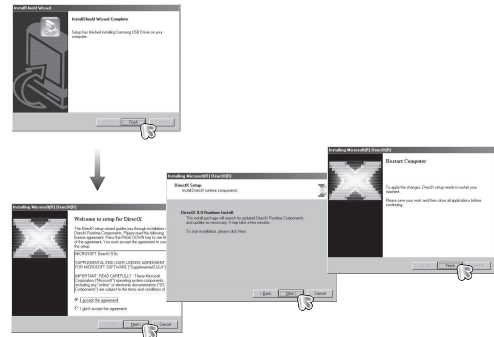 InstallShield Wizard
InstallShield Wizard Complete
Setup has finished installing Samsung USB Driver on your
computer.
Finish
Installing Microsoft(R) DirectX(R)
Welcome to setup for DirectX
The DirectX setup wizard guides you through installation of
DirectX Runtime Components. Please read the following
license agreement. Press the PAGE DOWN key to see the
of the agreement. You must accept the agreement to con
the setup.
MICROSOFT DirectX 9.0c
SUPPLEMENTAL END USER LICENSE AGREEMENT
FOR MICROSOFT SOFTWARE ("Supplemental EULA")
IMPORTANT: READ CAREFULLY - These Microsoft
Corporation ("Microsoft") operating system components,
including any "online" or electronic documentation ("OS
Components") are subject to the terms and conditions of
I accept the agreement
I don't accept the agreement
Next >
Cancel
Installing Microsoft(R) DirectX(R)
DirectX Setup
Install DirectX runtime components
DirectX 9.0 Runtime Install:
The install package will search for updated DirectX Runtime Components
and update as necessary. It may take a few minutes.
To start installation, please click Next.
< Back
Next >
Cancel
Installing Microsoft(R) DirectX(R)
Restart Computer
To apply the changes, DirectX setup needs to restart your
machine.
Please save your work and then close all applications before
continuing.
Finish